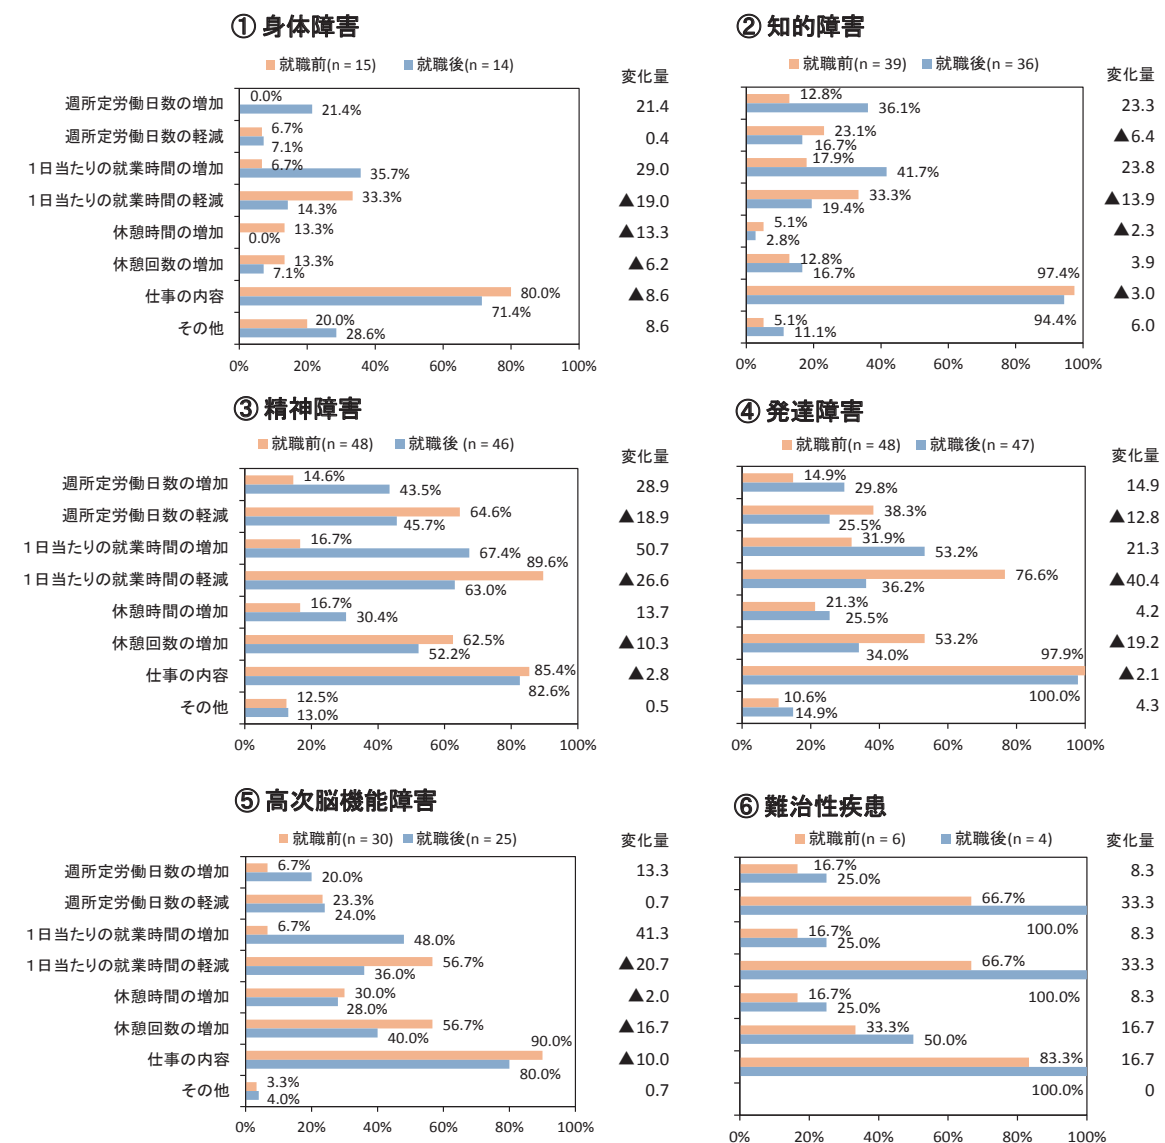 ① 身体障害
就職前(n = 15) 就職後(n = 14)
変化量
週所定労働日数の増加 0.0% 21.4% 21.4
週所定労働日数の軽減 6.7% 7.1% 0.4
1日当たりの就業時間の増加 6.7% 35.7% 29.0
1日当たりの就業時間の軽減 33.3% 14.3% ▲19.0
休憩時間の増加 13.3% 0.0% ▲13.3
休憩回数の増加 13.3% 7.1% ▲6.2
仕事の内容 80.0% 71.4% ▲8.6
その他 20.0% 28.6% 8.6
0% 20% 40% 60% 80% 100%
② 知的障害
就職前(n = 39) 就職後(n = 36)
変化量
12.8% 36.1% 23.3
23.1% 16.7% ▲6.4
17.9% 41.7% 23.8
33.3% 19.4% ▲13.9
5.1% 2.8% ▲2.3
12.8% 16.7% 3.9
97.4% 94.4% ▲3.0
5.1% 11.1% 6.0
0% 20% 40% 60% 80% 100%
③ 精神障害
就職前(n = 48) 就職後 (n = 46)
変化量
週所定労働日数の増加 14.6% 43.5% 28.9
週所定労働日数の軽減 64.6% 45.7% ▲18.9
1日当たりの就業時間の増加 16.7% 67.4% 50.7
1日当たりの就業時間の軽減 89.6% 63.0% ▲26.6
休憩時間の増加 16.7% 30.4% 13.7
休憩回数の増加 62.5% 52.2% ▲10.3
仕事の内容 85.4% 82.6% ▲2.8
その他 12.5% 13.0% 0.5
0% 20% 40% 60% 80% 100%
④ 発達障害
就職前(n = 48) 就職後(n = 47)
変化量
14.9% 29.8% 14.9
38.3% 25.5% ▲12.8
31.9% 53.2% 21.3
76.6% 36.2% ▲40.4
21.3% 25.5% 4.2
53.2% 34.0% ▲19.2
97.9% 100.0% ▲2.1
10.6% 14.9% 4.3
0% 20% 40% 60% 80% 100%
⑤ 高次脳機能障害
就職前(n = 30) 就職後(n = 25)
変化量
週所定労働日数の増加 6.7% 20.0% 13.3
週所定労働日数の軽減 23.3% 24.0% 0.7
1日当たりの就業時間の増加 6.7% 48.0% 41.3
1日当たりの就業時間の軽減 56.7% 36.0% ▲20.7
休憩時間の増加 30.0% 28.0% ▲2.0
休憩回数の増加 56.7% 40.0% ▲16.7
仕事の内容 90.0% 80.0% ▲10.0
その他 3.3% 4.0% 0.7
0% 20% 40% 60% 80% 100%
⑥ 難治性疾患
就職前(n = 6) 就職後(n = 4)
変化量
16.7% 25.0% 8.3
66.7% 100.0% 33.3
16.7% 25.0% 8.3
66.7% 100.0% 33.3
16.7% 25.0% 8.3
33.3% 50.0% 16.7
83.3% 100.0% 16.7
0
0% 20% 40% 60% 80% 100%